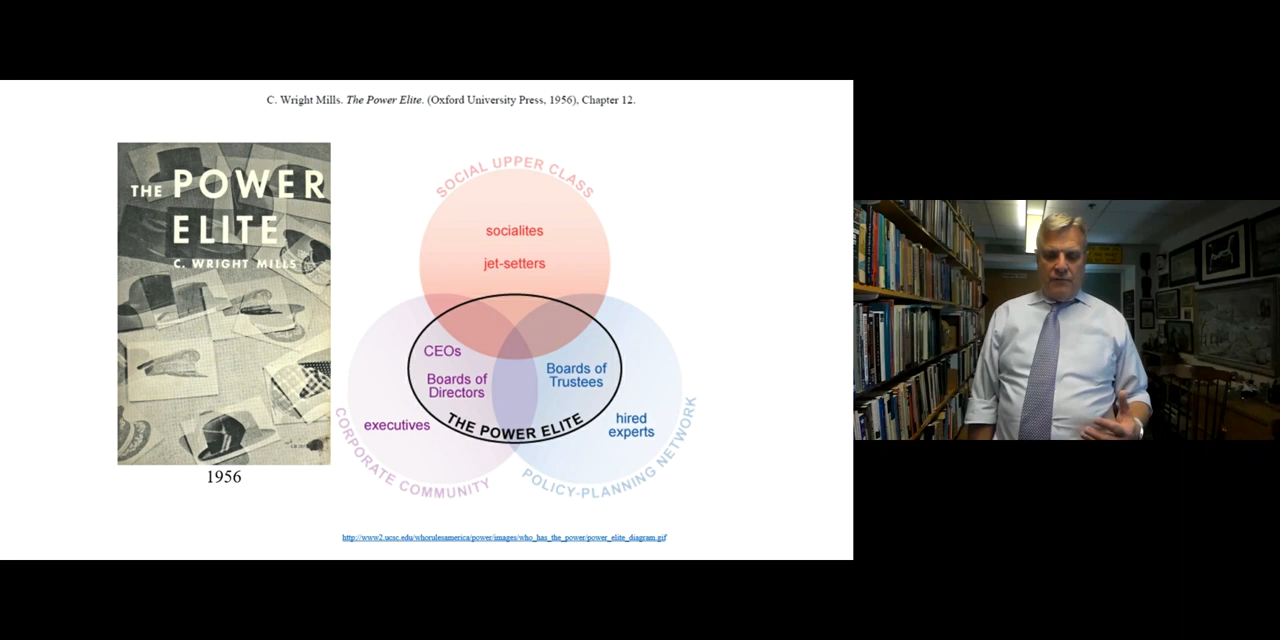 C. Wright Mills. The Power Elite. (Oxford University Press, 1956), Chapter 12.
THE POWER
ELITE
C. WRIGHT MILLS
1956
SOCIAL UPPER CLASS
socialites
jet-setters
CEOs
Boards of
Directors
executives
Boards of
Trustees
hired
experts
THE POWER ELITE
CORPORATE COMMUNITY
POLICY-PLANNING NETWORK
http://www2.ucsc.edu/whorulesamerica/power/images/who_has_the_power/power_elite_diagram.gif